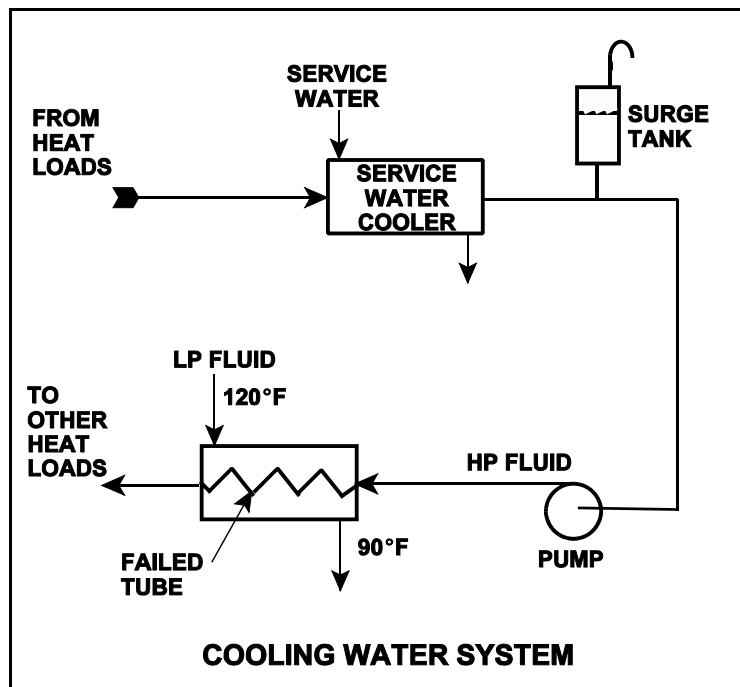 SERVICE
WATER
FROM
HEAT
LOADS
SURGE
TANK
SERVICE
WATER
COOLER
LP FLUID
120°F
TO
OTHER
HEAT
LOADS
HP FLUID
90°F
FAILED
TUBE
PUMP
COOLING WATER SYSTEM